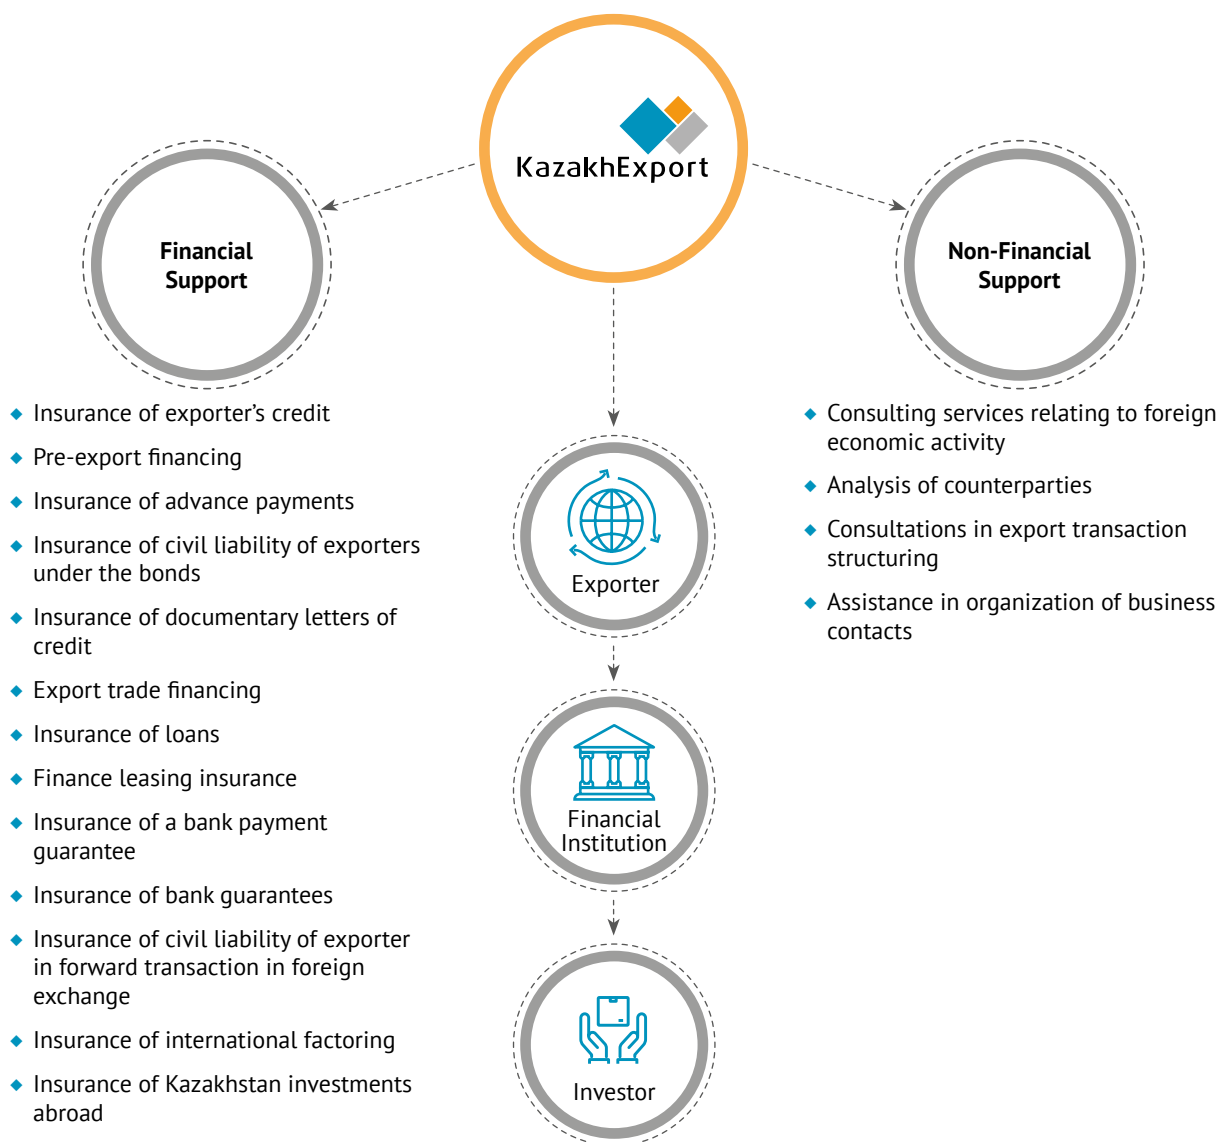 KazakhExport
Financial
Support
Non-Financial
Support
Insurance of exporter’s credit
Pre-export financing
Insurance of advance payments
Insurance of civil liability of exporters
under the bonds
Insurance of documentary letters of
credit
Export trade financing
Insurance of loans
Finance leasing insurance
Insurance of a bank payment
guarantee
Insurance of bank guarantees
Insurance of civil liability of exporter
in forward transaction in foreign
exchange
Insurance of international factoring
Insurance of Kazakhstan investments
abroad
Exporter
Financial
Institution
Investor
Consulting services relating to foreign
economic activity
Analysis of counterparties
Consultations in export transaction
structuring
Assistance in organization of business
contacts